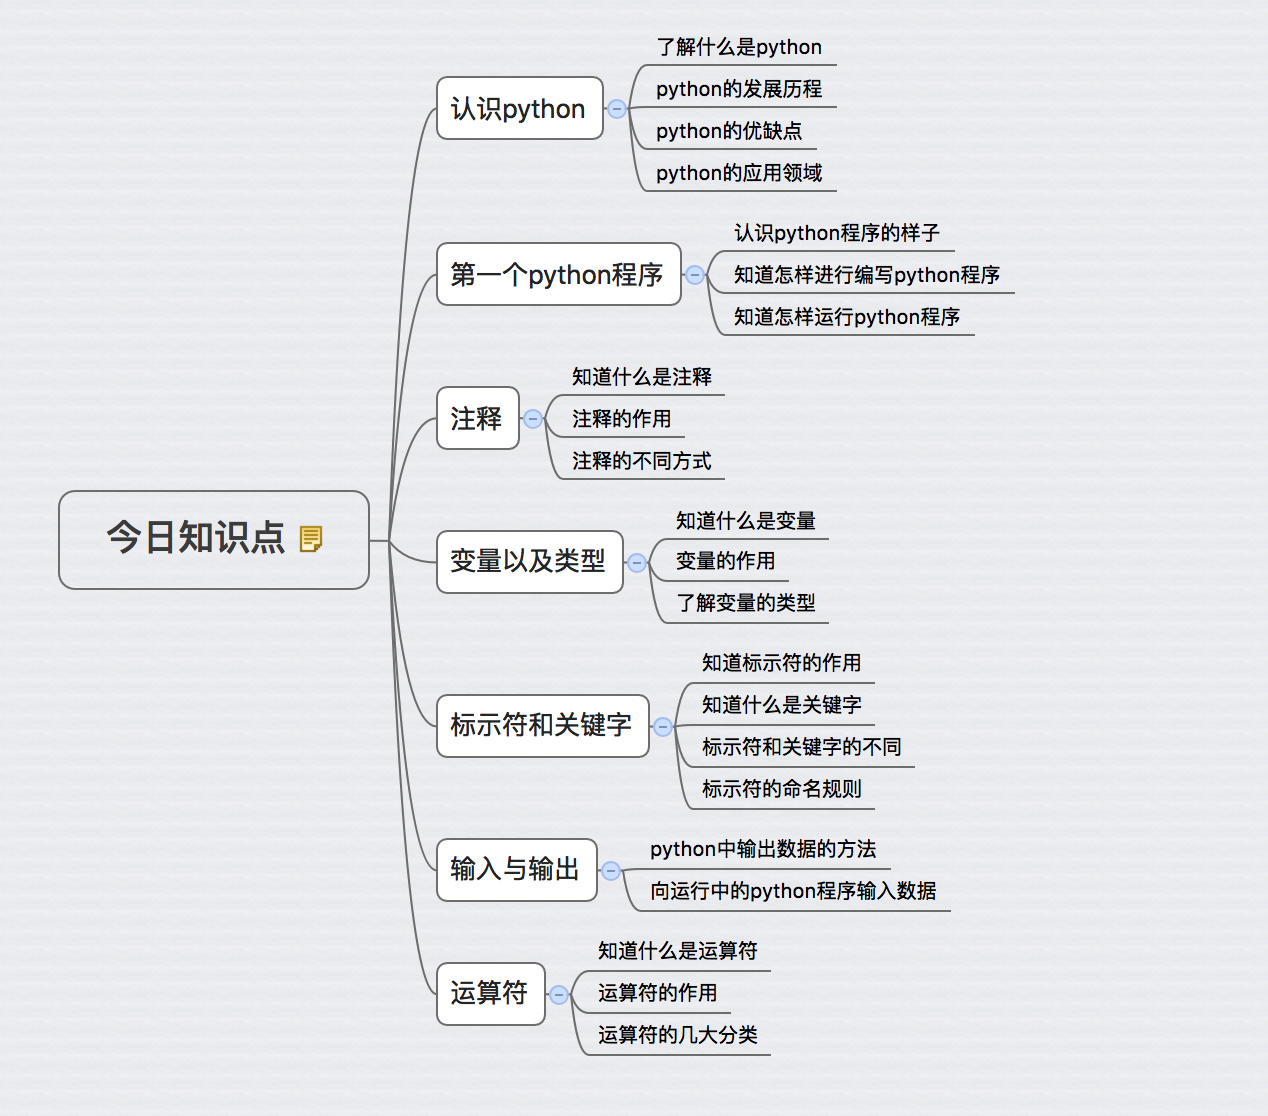 今日知识点
认识python
了解什么是python
python的发展历程
python的优缺点
python的应用领域
第一个python程序
认识python程序的样子
知道怎样进行编写python程序
知道怎样运行python程序
注释
知道什么是注释
注释的作用
注释的不同方式
变量以及类型
知道什么是变量
变量的作用
了解变量的类型
标示符和关键字
知道标示符的作用
知道什么是关键字
标示符和关键字的不同
标示符的命名规则
输入与输出
python中输出数据的方法
向运行中的python程序输入数据
运算符
知道什么是运算符
运算符的作用
运算符的几大分类